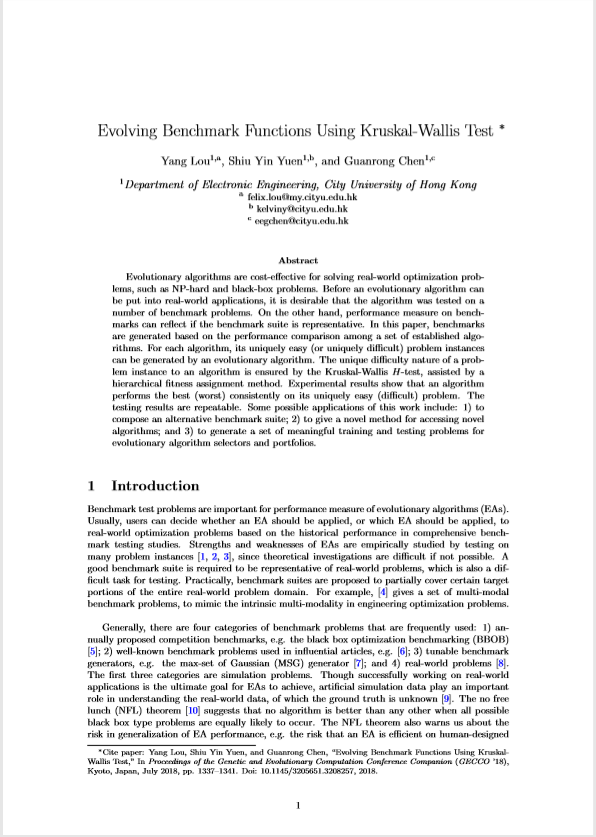 Evolving Benchmark Functions Using Kruskal-Wallis Test *
Yang Lou1,a, Shiu Yin Yuen1,b, and Guanrong Chen1,c
1Department of Electronic Engineering, City University of Hong Kong
a felix.lou@my.cityu.edu.hk
b kelviny@cityu.edu.hk
c eegchen@cityu.edu.hk
Abstract
Evolutionary algorithms are cost-effective for solving real-world optimization prob-
lems, such as NP-hard and black-box problems. Before an evolutionary algorithm can
be put into real-world applications, it is desirable that the algorithm was tested on a
number of benchmark problems. On the other hand, performance measure on bench-
marks can reflect if the benchmark suite is representative. In this paper, benchmarks
are generated based on the performance comparison among a set of established algo-
rithms. For each algorithm, its uniquely easy (or uniquely difficult) problem instances
can be generated by an evolutionary algorithm. The unique difficulty nature of a prob-
lem instance to an algorithm is ensured by the Kruskal-Wallis H-test, assisted by a
hierarchical fitness assignment method. Experimental results show that an algorithm
performs the best (worst) consistently on its uniquely easy (difficult) problem. The
testing results are repeatable. Some possible applications of this work include: 1) to
compose an alternative benchmark suite; 2) to give a novel method for accessing novel
algorithms; and 3) to generate a set of meaningful training and testing problems for
evolutionary algorithm selectors and portfolios.
1 Introduction
Benchmark test problems are important for performance measure of evolutionary algorithms (EAs).
Usually, users can decide whether an EA should be applied, or which EA should be applied, to
real-world optimization problems based on the historical performance in comprehensive bench-
mark testing studies. Strengths and weaknesses of EAs are empirically studied by testing on
many problem instances [1, 2, 3], since theoretical investigations are difficult if not possible. A
good benchmark suite is required to be representative of real-world problems, which is also a dif-
ficult task for testing. Practically, benchmark suites are proposed to partially cover certain target
portions of the entire real-world problem domain. For example, [4] gives a set of multi-modal
benchmark problems, to mimic the intrinsic multi-modality in engineering optimization problems.
Generally, there are four categories of benchmark problems that are frequently used: 1) an-
nually proposed competition benchmarks, e.g. the black box optimization benchmarking (BBOB)
[5]; 2) well-known benchmark problems used in influential articles, e.g. [6]; 3) tunable benchmark
generators, e.g. the max-set of Gaussian (MSG) generator [7]; and 4) real-world problems [8].
The first three categories are simulation problems. Though successfully working on real-world
applications is the ultimate goal for EAs to achieve, artificial simulation data play an important
role in understanding the real-world data, of which the ground truth is unknown [9]. The no free
lunch (NFL) theorem [10] suggests that no algorithm is better than any other when all possible
black box type problems are equally likely to occur. The NFL theorem also warns us about the
risk in generalization of EA performance, e.g. the risk that an EA is efficient on human-designed
*Cite paper: Yang Lou, Shiu Yin Yuen, and Guanrong Chen, "Evolving Benchmark Functions Using Kruskal-
Wallis Test," In Proceedings of the Genetic and Evolutionary Computation Conference Companion (GECCO '18),
Kyoto, Japan, July 2018, pp. 1337–1341. Doi: 10.1145/3205651.3208257, 2018.
1